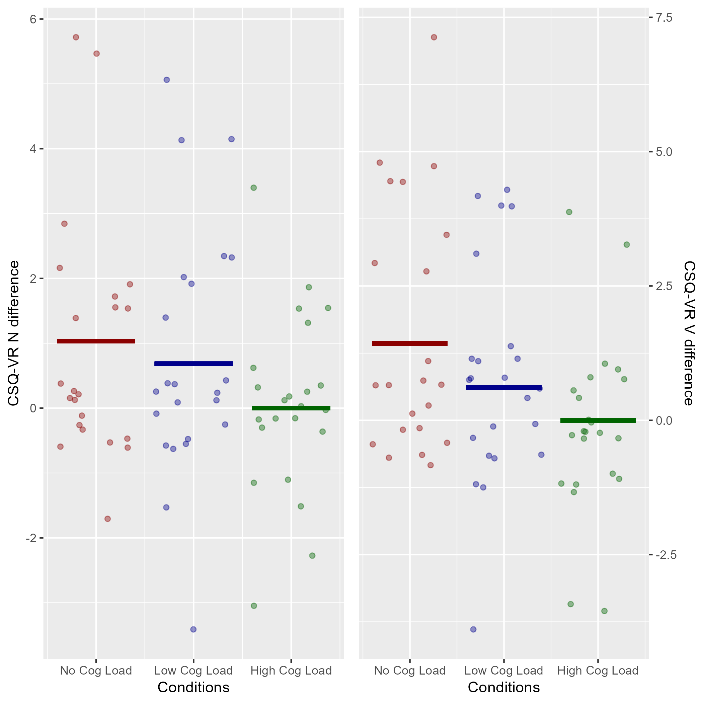 CSQ-VR N difference
6
4
2
0
-2
No Cog Load
Low Cog Load
High Cog Load
Conditions
7.5
5.0
2.5
0.0
-2.5
CSQ-VR V difference
No Cog Load
Low Cog Load
High Cog Load
Conditions